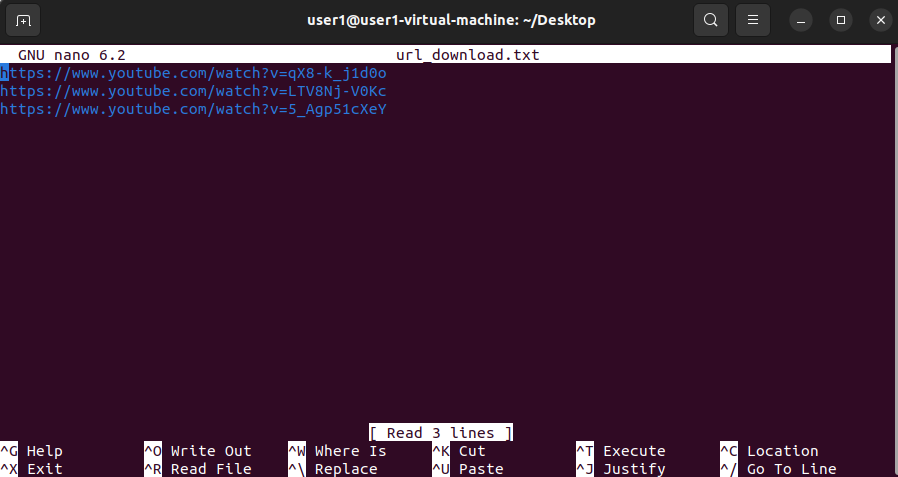 user1@user1-virtual-machine: ~/Desktop
GNU nano 6.2 url_download.txt
https://www.youtube.com/watch?v=qX8-k_j1d0o
https://www.youtube.com/watch?v=LTV8Nj-V0Kc
https://www.youtube.com/watch?v=5_Agp51cXeY
[ Read 3 lines ]
^G Help ^O Write Out ^W Where Is ^K Cut ^T Execute ^C Location
^X Exit ^R Read File ^\ Replace ^U Paste ^J Justify ^/ Go To Line